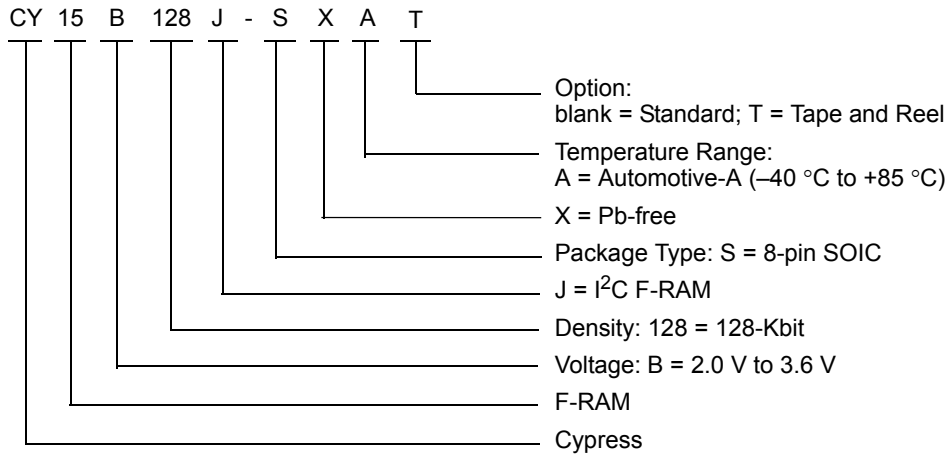 CY 15 B 128 J - S X A T
Option:
blank = Standard; T = Tape and Reel
Temperature Range:
A = Automotive-A (–40 °C to +85 °C)
X = Pb-free
Package Type: S = 8-pin SOIC
J = I²C F-RAM
Density: 128 = 128-Kbit
Voltage: B = 2.0 V to 3.6 V
F-RAM
Cypress